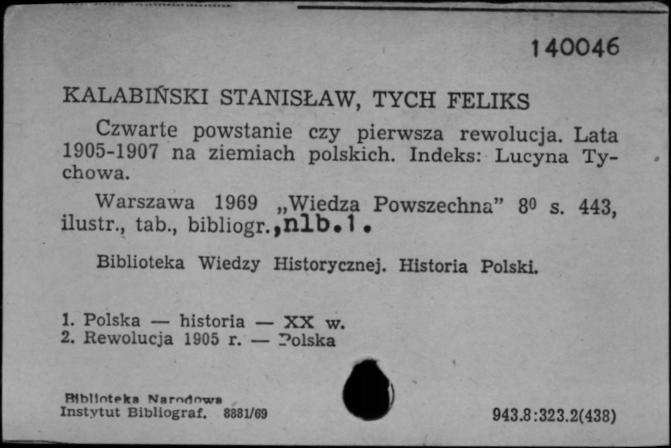 140046
KALABIŃSKI STANISŁAW, TYCH FELIKS
Czwarte powstanie czy pierwsza rewolucja. Lata
1905-1907 na ziemiach polskich. Indeks: Lucyna Ty-
chowa.
Warszawa 1969 „Wiedza Powszechna” 8⁰ s. 443,
ilustr., tab., bibliogr.,nlb.1.
Biblioteka Wiedzy Historycznej. Historia Polski.
1. Polska — historia — XX w.
2. Rewolucja 1905 r. — Polska
Biblioteka Narodowa
Instytut Bibliograf. 8881/69
943.8:323.2(438)